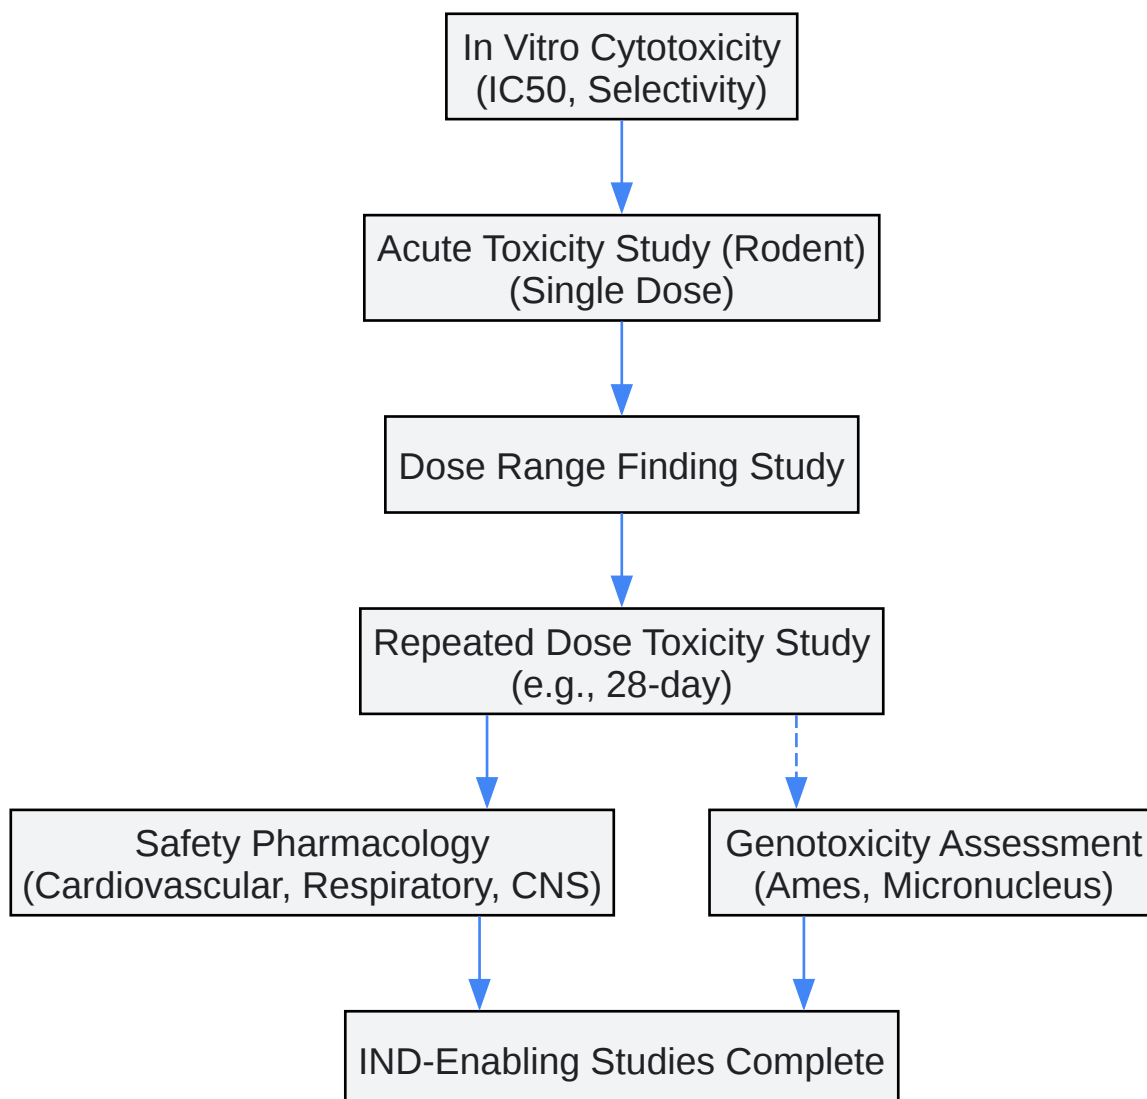 In Vitro Cytotoxicity
(IC50, Selectivity)
Acute Toxicity Study (Rodent)
(Single Dose)
Dose Range Finding Study
Repeated Dose Toxicity Study
(e.g., 28-day)
Safety Pharmacology
(Cardiovascular, Respiratory, CNS)
Genotoxicity Assessment
(Ames, Micronucleus)
IND-Enabling Studies Complete